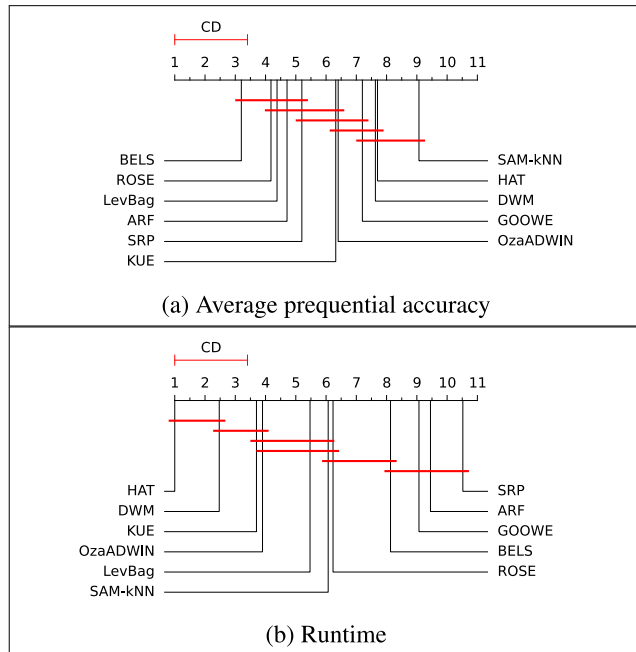 CD
1 2 3 4 5 6 7 8 9 10 11
BELS SAM-kNN
ROSE HAT
LevBag DWM
ARF GOOWE
SRP OzaADWIN
KUE
(a) Average prequential accuracy
CD
1 2 3 4 5 6 7 8 9 10 11
HAT SRP
DWM ARF
KUE GOOWE
OzaADWIN BELS
LevBag ROSE
SAM-kNN
(b) Runtime